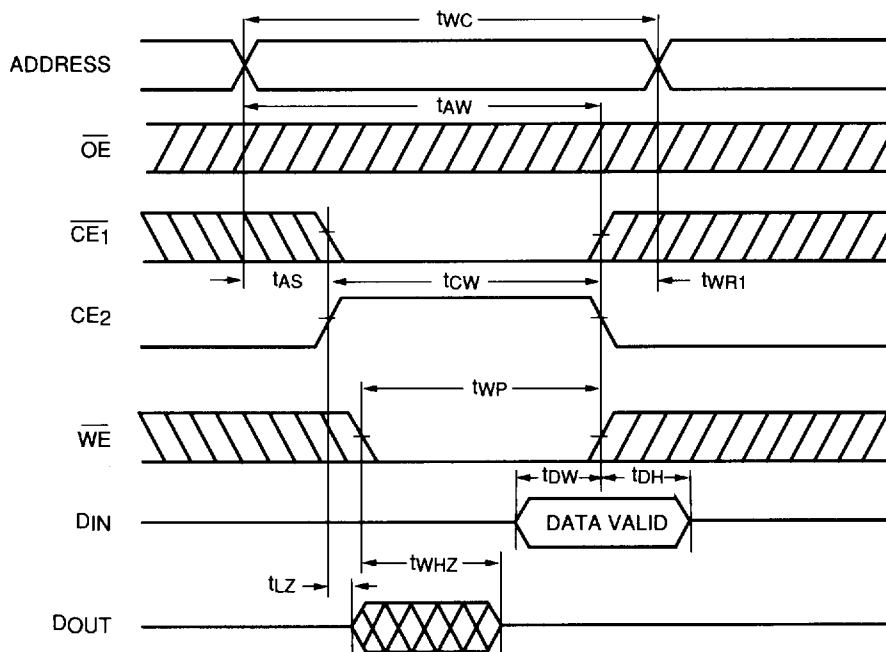 tWC
ADDRESS
tAW
OE
CE1
tAS
tCW
tWR1
CE2
tWP
WE
tDW
tDH
DIN
DATA VALID
tWHZ
tLZ
DOUT